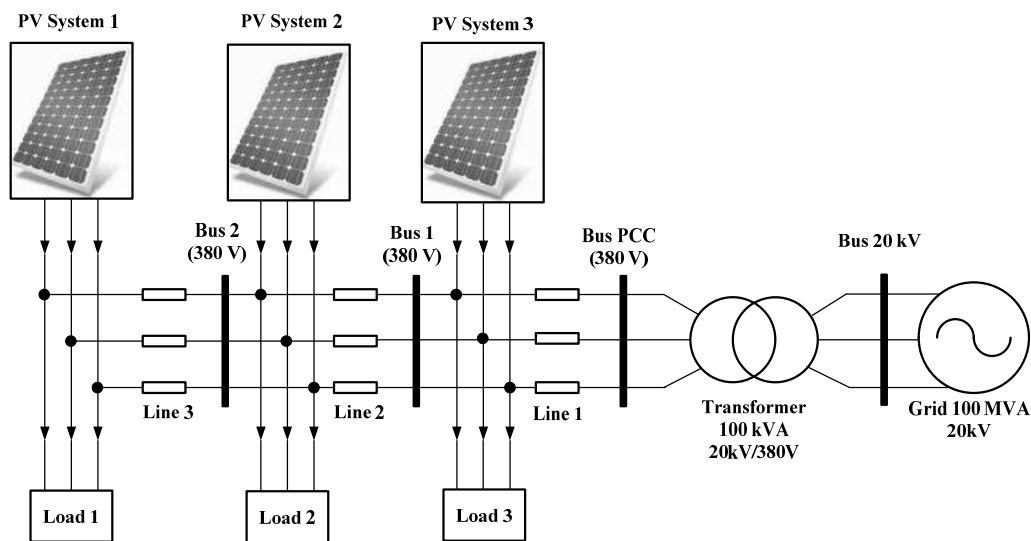 PV System 1
PV System 2
PV System 3
Bus 2
(380 V)
Bus 1
(380 V)
Bus PCC
(380 V)
Bus 20 kV
Line 3
Line 2
Line 1
Transformer
100 kVA
20kV/380V
Grid 100 MVA
20kV
Load 1
Load 2
Load 3